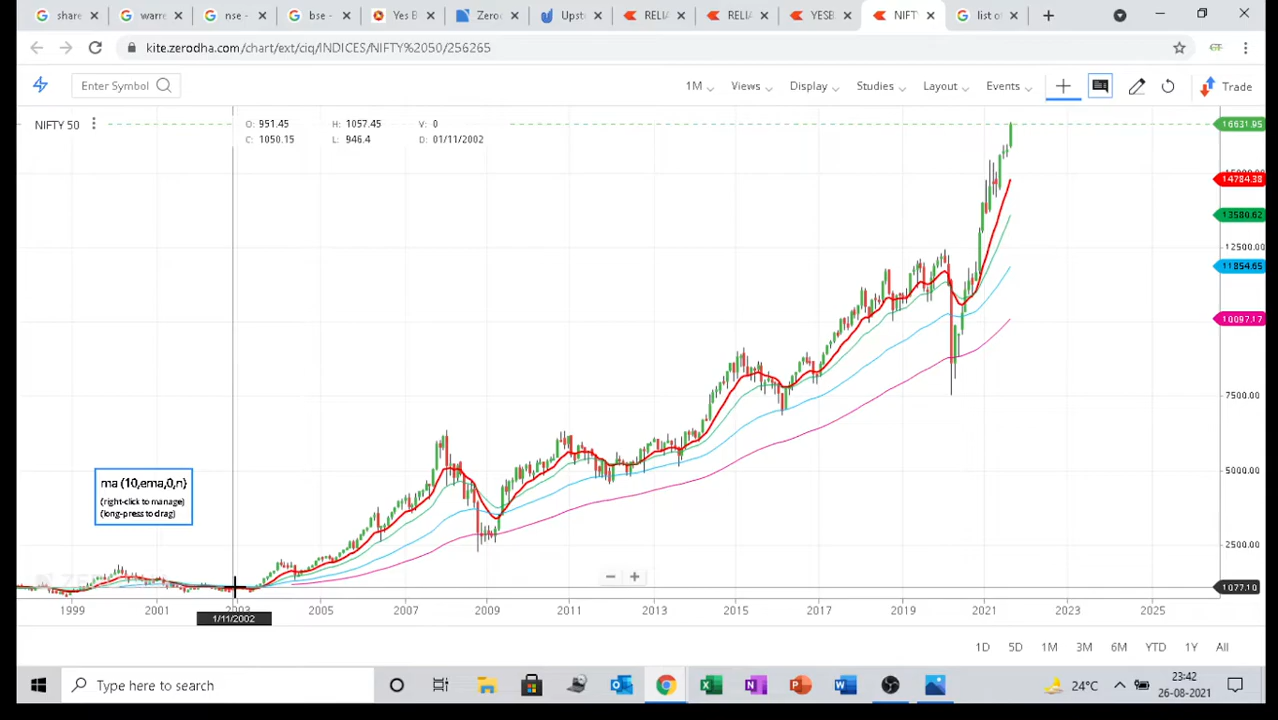 share
warre
nse -
bse -
Yes B
Zeroc
Upst
RELIA
RELIA
YESB
NIFT
list o
kite.zerodha.com/chart/ext/ciq/INDICES/NIFTY%2050/256265
Enter Symbol
1M
Views
Display
Studies
Layout
Events
Trade
NIFTY 50
O: 951.45 H: 1057.45 V: 0
C: 1050.15 L: 946.4 D: 01/11/2002
16631.95
15000.00
14784.38
13580.62
12500.00
11854.65
10097.17
7500.00
5000.00
2500.00
1077.10
ma (10,ema,0,n)
(right-click to manage)
(long-press to drag)
1999 2001 2003 2005 2007 2009 2011 2013 2015 2017 2019 2021 2023 2025
1/11/2002
1D 5D 1M 3M 6M YTD 1Y All
Type here to search
24°C
23:42
26-08-2021